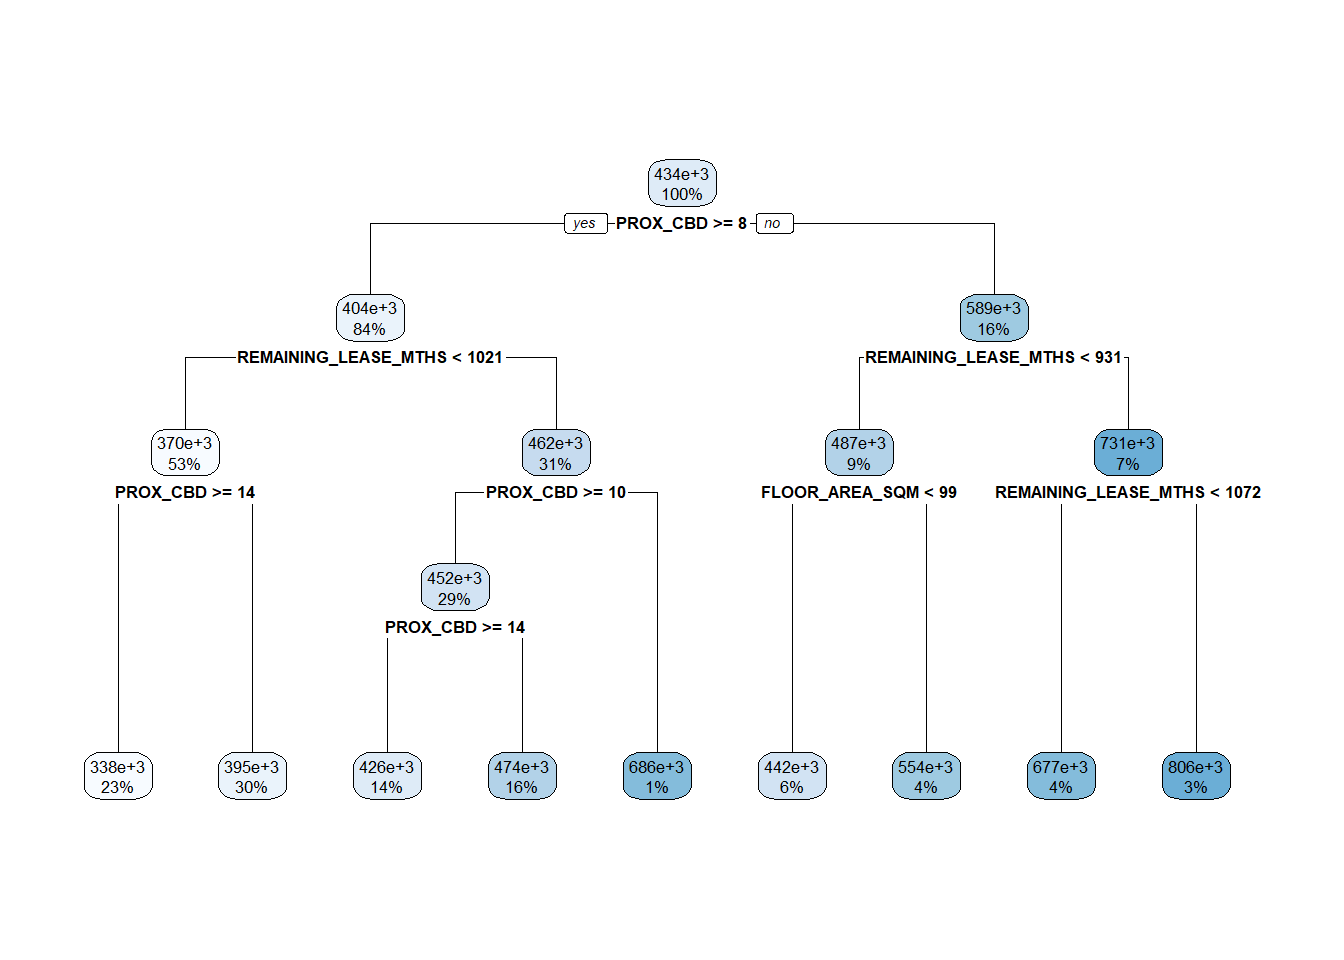 434e+3
100%
yes PROX_CBD >= 8 no
404e+3
84%
589e+3
16%
REMAINING_LEASE_MTHS < 1021
REMAINING_LEASE_MTHS < 931
370e+3
53%
462e+3
31%
487e+3
9%
731e+3
7%
PROX_CBD >= 14
PROX_CBD >= 10
FLOOR_AREA_SQM < 99
REMAINING_LEASE_MTHS < 1072
452e+3
29%
PROX_CBD >= 14
338e+3
23%
395e+3
30%
426e+3
14%
474e+3
16%
686e+3
1%
442e+3
6%
554e+3
4%
677e+3
4%
806e+3
3%